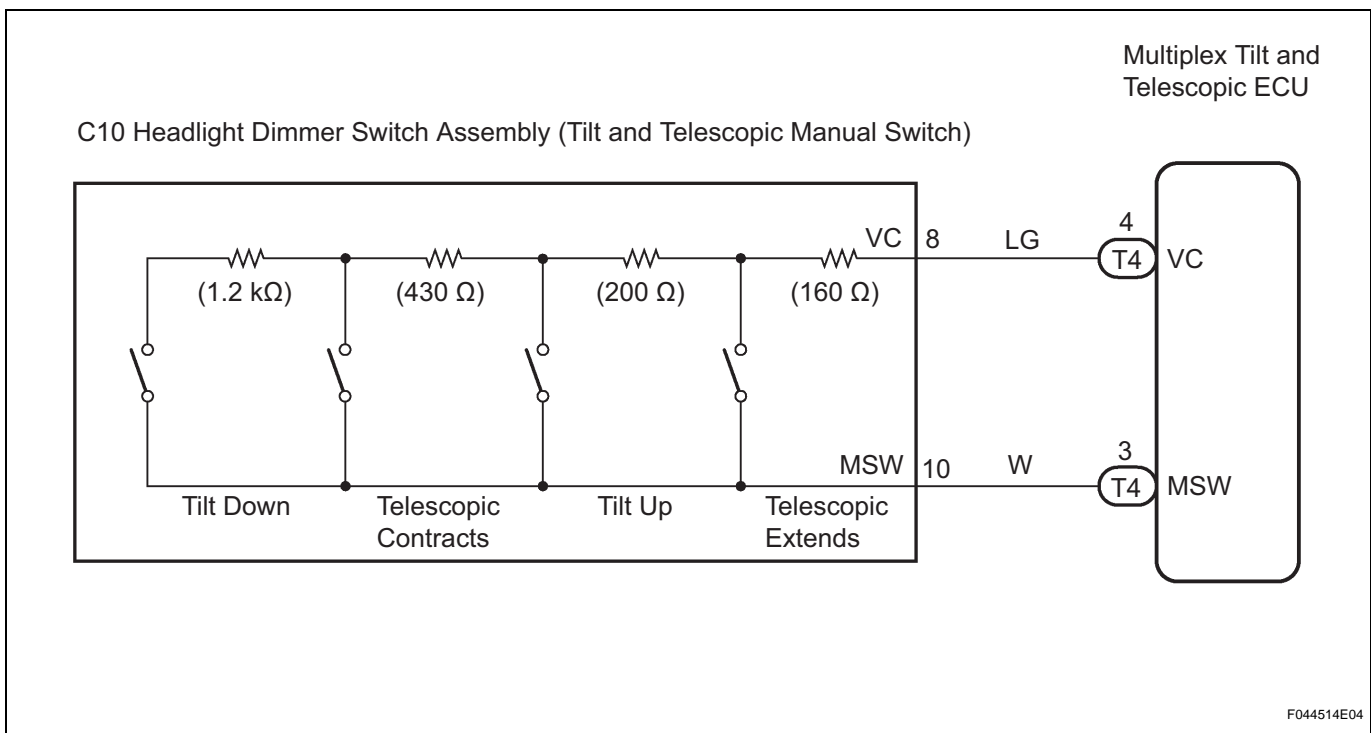 Multiplex Tilt and
Telescopic ECU
C10 Headlight Dimmer Switch Assembly (Tilt and Telescopic Manual Switch)
(1.2 kΩ)
(430 Ω)
(200 Ω)
(160 Ω)
VC
8
LG
4
T4
VC
Tilt Down
Telescopic
Contracts
Tilt Up
Telescopic
Extends
MSW
10
W
3
T4
MSW
F044514E04